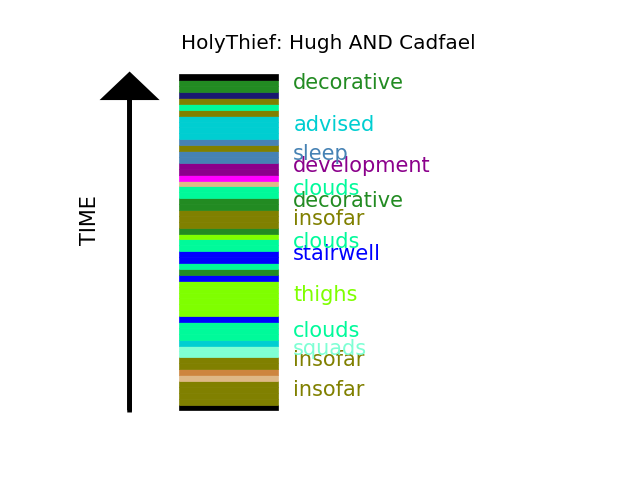 HolyThief: Hugh AND Cadfael
decorative
advised
sleep
development
clouds
decorative
insofar
clouds
stairwell
thighs
clouds
squads
insofar
insofar
TIME